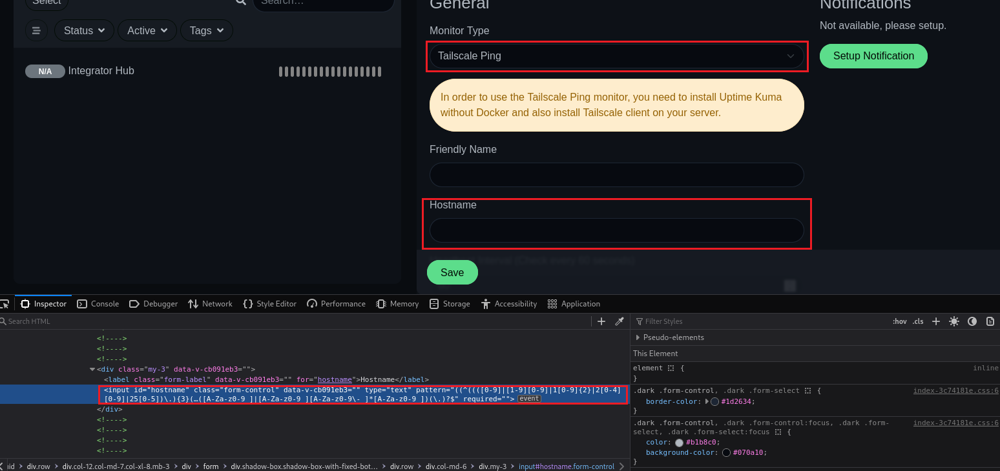 Select
Search...
Status
Active
Tags
N/A
Integrator Hub
General
Monitor Type
Tailscale Ping
In order to use the Tailscale Ping monitor, you need to install Uptime Kuma
without Docker and also install Tailscale client on your server.
Friendly Name
Hostname
(Check every 60 seconds)
Save
Notifications
Not available, please setup.
Setup Notification
Inspector
Console
Debugger
Network
Style Editor
Performance
Memory
Storage
Accessibility
Application
Search HTML
<!---->
<!---->
<!---->
<div class="my-3" data-v-cb091eb3="">
<label class="form-label" data-v-cb091eb3="" for="hostname">Hostname</label>
<input id="hostname" class="form-control" data-v-cb091eb3="" type="text" pattern="((^((([0-9]|[1-9][0-9]|1[0-9]{2}|2[0-4]
[0-9]|25[0-5])\.){3}(…([A-Za-z0-9 ]|[A-Za-z0-9 ][A-Za-z0-9\- ]*[A-Za-z0-9 ])(\.)?$" required=""> event
</div>
<!---->
<!---->
<!---->
<!---->
uid
div.row
div.col-12.col-md-7.col-xl-8.mb-3
div
form
div.shadow-box.shadow-box-with-fixed-bot…
div.row
div.col-md-6
div.my-3
input#hostname.form-control
Filter Styles
:hov .cls
Pseudo-elements
This Element
element { inline
}
.dark .form-control, .dark .form-select { index-3c74181e.css:6
border-color: #1d2634;
}
.dark .form-control, .dark .form-control:focus, .dark .form- index-3c74181e.css:6
select, .dark .form-select:focus {
color: #b1b8c0;
background-color: #070a10;
}